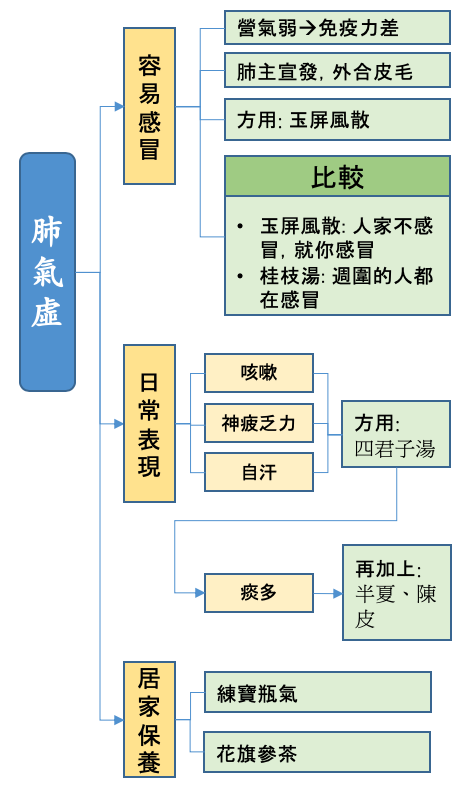 肺氣虛
容易感冒
營氣弱→免疫力差
肺主宣發, 外合皮毛
方用: 玉屏風散
比較
• 玉屏風散: 人家不感
冒, 就你感冒
• 桂枝湯: 週圍的人都
在感冒
日常表現
咳嗽
神疲乏力
自汗
方用:
四君子湯
痰多
再加上:
半夏、陳
皮
居家保養
練寶瓶氣
花旗參茶